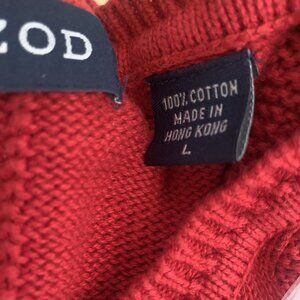 ZOD
100% COTTON
MADE IN
HONG KONG
L